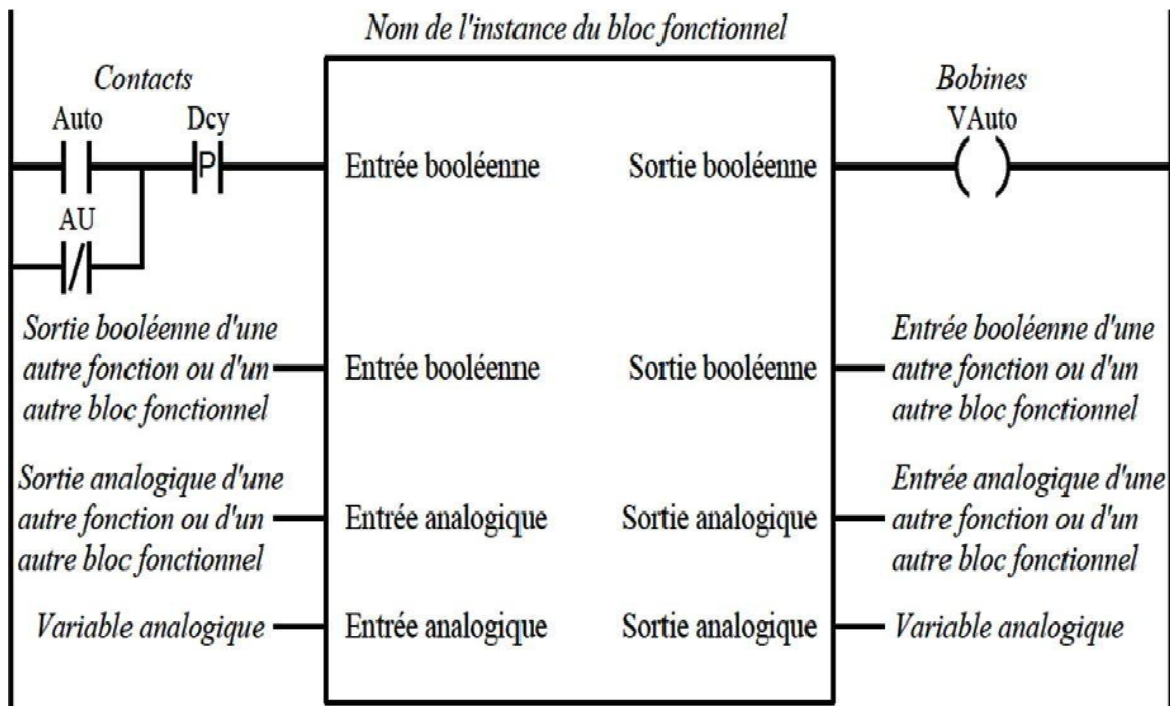 Nom de l'instance du bloc fonctionnel
Contacts
Bobines
Auto
Dcy
VAuto
P
Entrée booléenne
Sortie booléenne
AU
Sortie booléenne d'une
autre fonction ou d'un
autre bloc fonctionnel
Entrée booléenne
Sortie booléenne
Entrée booléenne d'une
autre fonction ou d'un
autre bloc fonctionnel
Sortie analogique d'une
autre fonction ou d'un
autre bloc fonctionnel
Entrée analogique
Sortie analogique
Entrée analogique d'une
autre fonction ou d'un
autre bloc fonctionnel
Variable analogique
Entrée analogique
Sortie analogique
Variable analogique